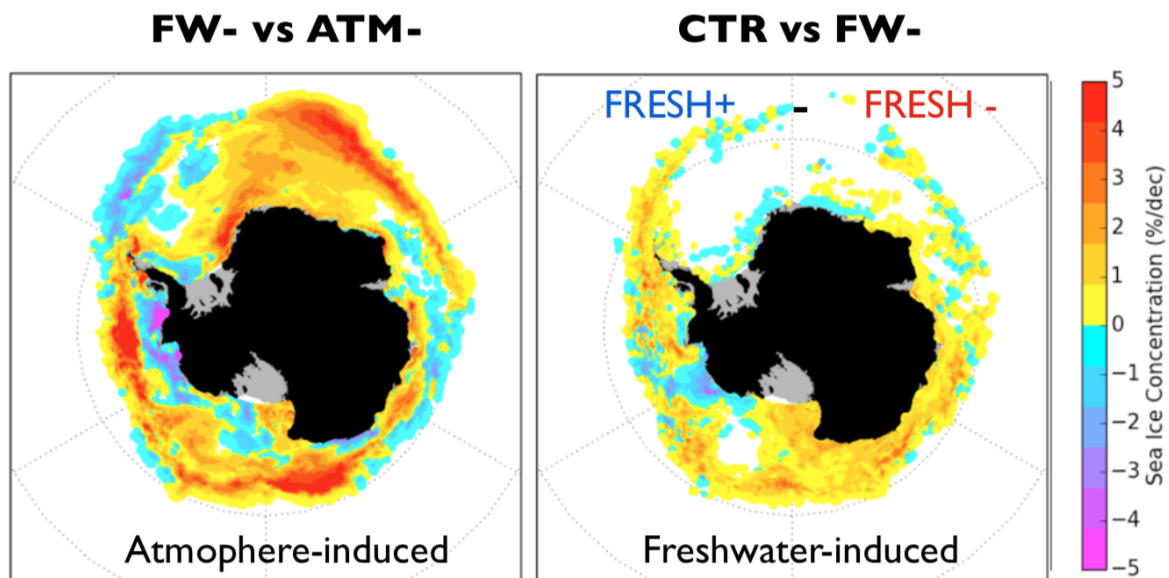 FW- vs ATM-
CTR vs FW-
FRESH+ - FRESH -
Atmophere-induced
Freshwater-induced
5
4
3
2
1
0
−1
−2
−3
−4
−5
Sea Ice Concentration (%/dec)